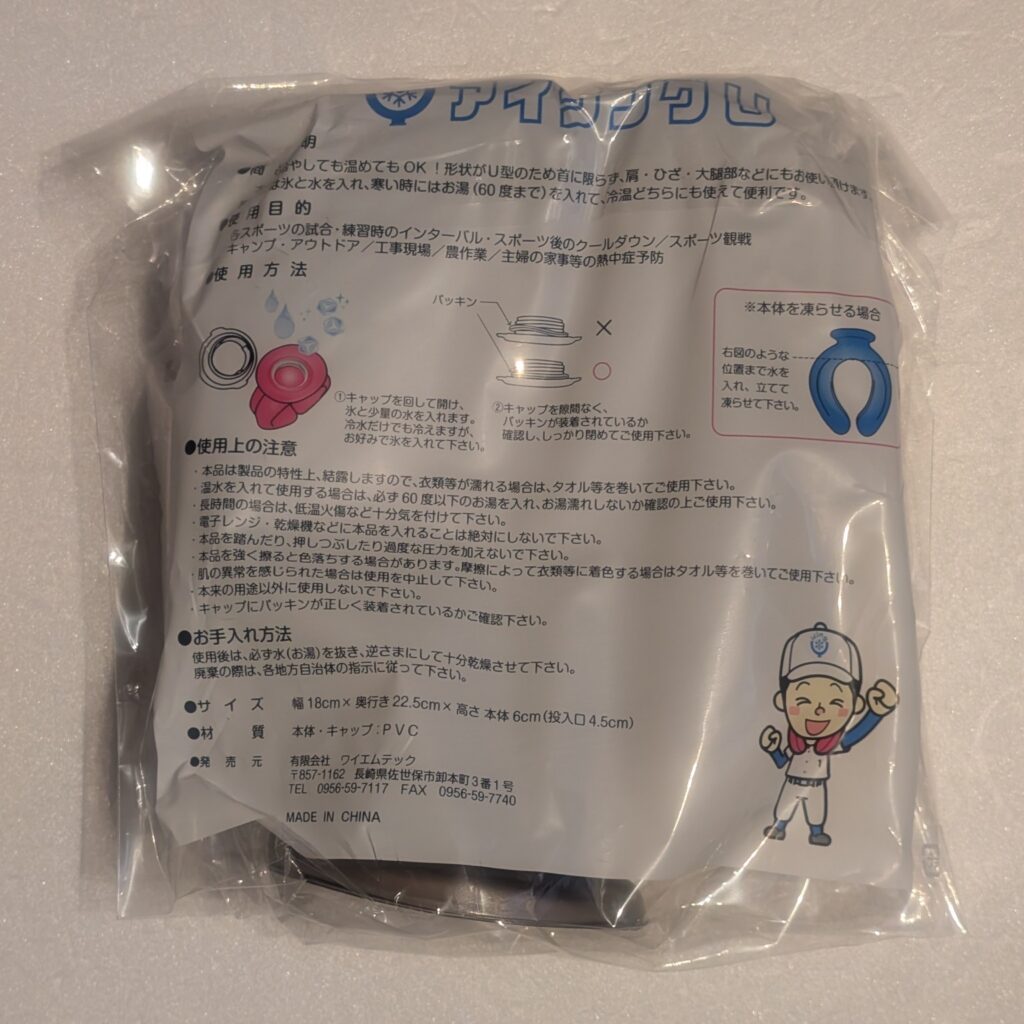 アイシングU
明
●商 やしても温めてもOK！形状がU型のため首に限らず、肩・ひざ・大腿部などにもお使い頂けます。
は氷と水を入れ、寒い時にはお湯（60度まで）を入れて、冷温どちらにも使えて便利です。
●使用目的
スポーツの試合・練習時のインターバル・スポーツ後のクールダウン／スポーツ観戦
キャンプ・アウトドア／工事現場／農作業／主婦の家事等の熱中症予防
●使用方法
パッキン
×
○
①キャップを回して開け、
氷と少量の水を入れます。
冷水だけでも冷えますが、
お好みで氷を入れて下さい。
②キャップを隙間なく、
パッキンが装着されているか
確認し、しっかり閉めてご使用下さい。
※本体を凍らせる場合
右図のような
位置まで水を
入れ、立てて
凍らせて下さい。
●使用上の注意
・本品は製品の特性上、結露しますので、衣類等が濡れる場合は、タオル等を巻いてご使用下さい。
・温水を入れて使用する場合は、必ず60度以下のお湯を入れ、お湯濡れしないか確認の上ご使用下さい。
・長時間の場合は、低温火傷など十分気を付けて下さい。
・電子レンジ・乾燥機などに本品を入れることは絶対にしないで下さい。
・本品を踏んだり、押しつぶしたり過度な圧力を加えないで下さい。
・本品を強く擦ると色落ちする場合があります。摩擦によって衣類等に着色する場合はタオル等を巻いてご使用下さい。
・肌の異常を感じられた場合は使用を中止して下さい。
・本来の用途以外に使用しないで下さい。
・キャップにパッキンが正しく装着されているかご確認下さい。
●お手入れ方法
使用後は、必ず水（お湯）を抜き、逆さまにして十分乾燥させて下さい。
廃棄の際は、各地方自治体の指示に従って下さい。
●サイズ 幅18cm×奥行き22.5cm×高さ 本体6cm（投入口4.5cm）
●材質 本体・キャップ：PVC
●発売元 有限会社 ワイエムテック
〒857-1162 長崎県佐世保市卸本町3番1号
TEL 0956-59-7117 FAX 0956-59-7740
MADE IN CHINA
1